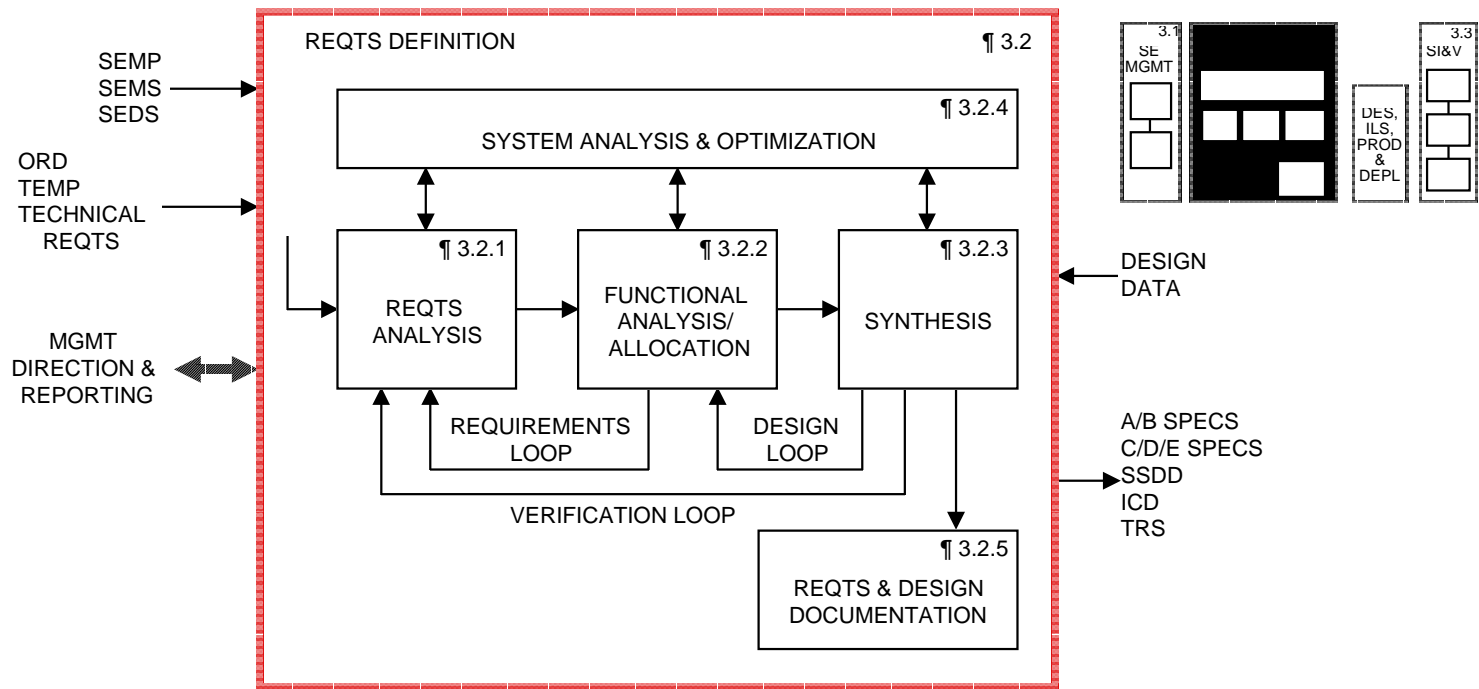 REQTS DEFINITION
¶ 3.2
SEMP
SEMS
SEDS
ORD
TEMP
TECHNICAL
REQTS
MGMT
DIRECTION &
REPORTING
¶ 3.2.4
SYSTEM ANALYSIS & OPTIMIZATION
¶ 3.2.1
REQTS
ANALYSIS
¶ 3.2.2
FUNCTIONAL
ANALYSIS/
ALLOCATION
¶ 3.2.3
SYNTHESIS
REQUIREMENTS
LOOP
DESIGN
LOOP
VERIFICATION LOOP
¶ 3.2.5
REQTS & DESIGN
DOCUMENTATION
3.1
SE
MGMT
DES,
ILS,
PROD
&
DEPL
3.3
SI&V
DESIGN
DATA
A/B SPECS
C/D/E SPECS
SSDD
ICD
TRS